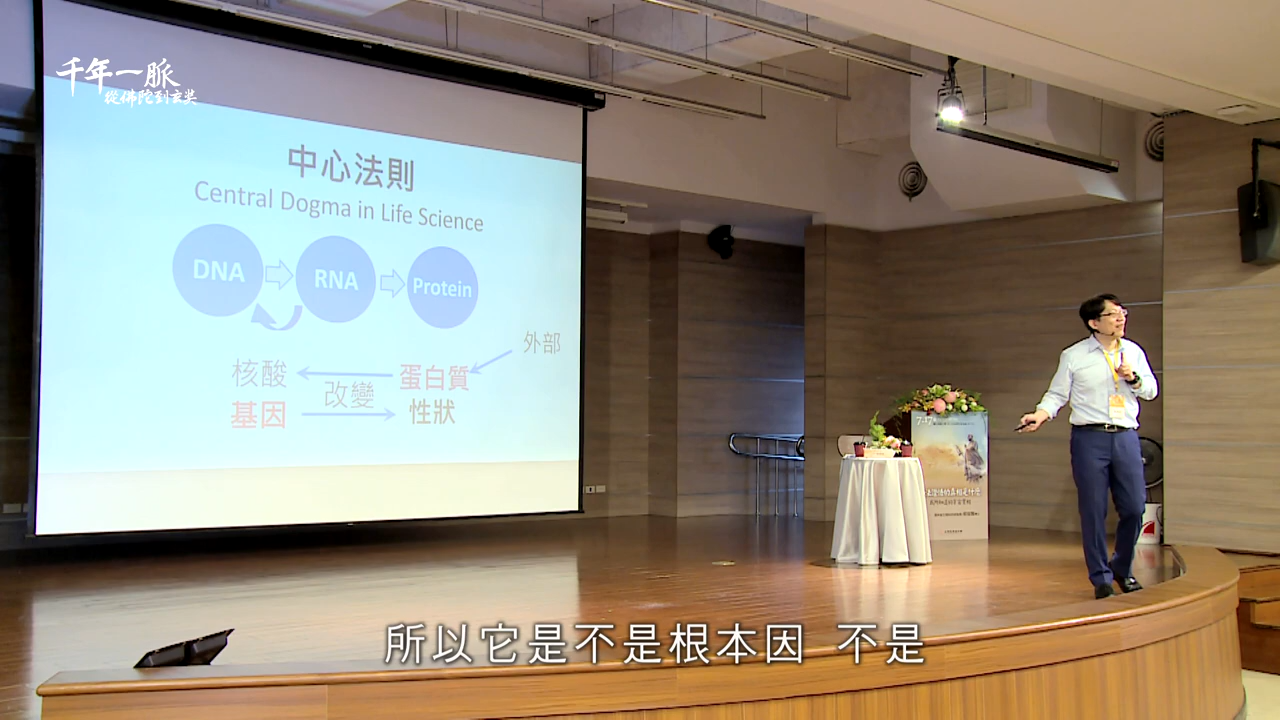 千年一脈
從佛陀到玄奘
中心法則
Central Dogma in Life Science
DNA
RNA
Protein
外部
核酸
改變
蛋白質
基因
性狀
所以它是不是根本因 不是